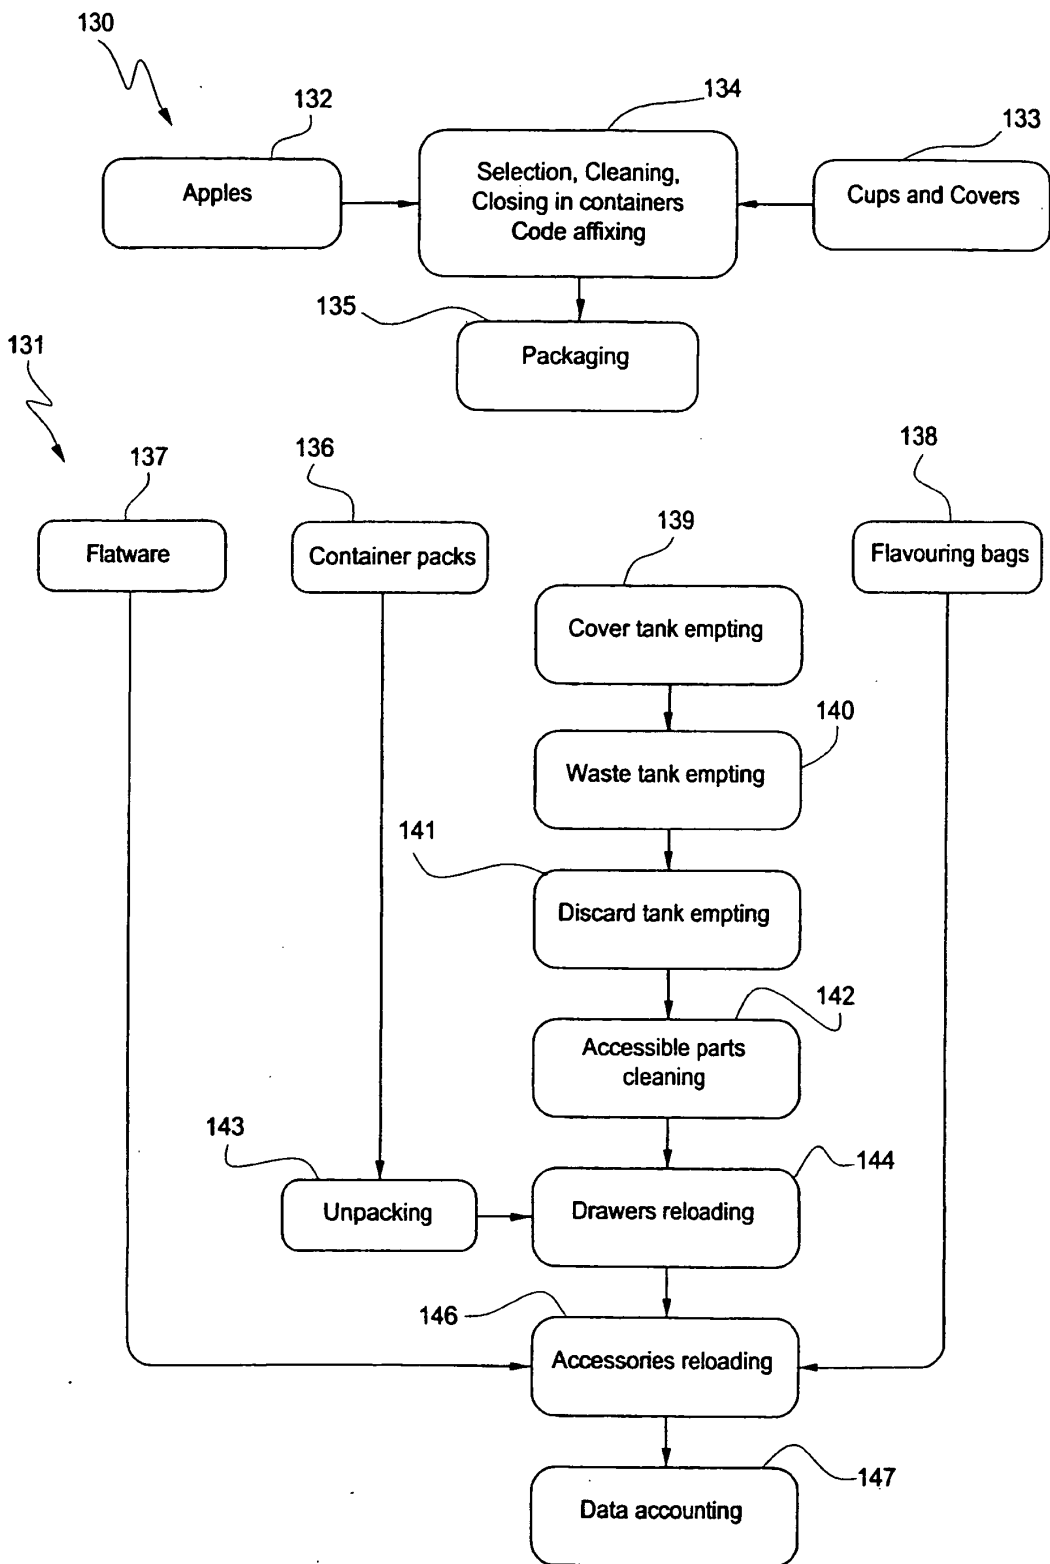 130
132
134
133
Apples
Selection, Cleaning,
Closing in containers
Code affixing
Cups and Covers
135
Packaging
131
137
136
138
139
Flatware
Container packs
Flavouring bags
Cover tank empting
140
Waste tank empting
141
Discard tank empting
142
Accessible parts
cleaning
143
144
Unpacking
Drawers reloading
146
Accessories reloading
147
Data accounting